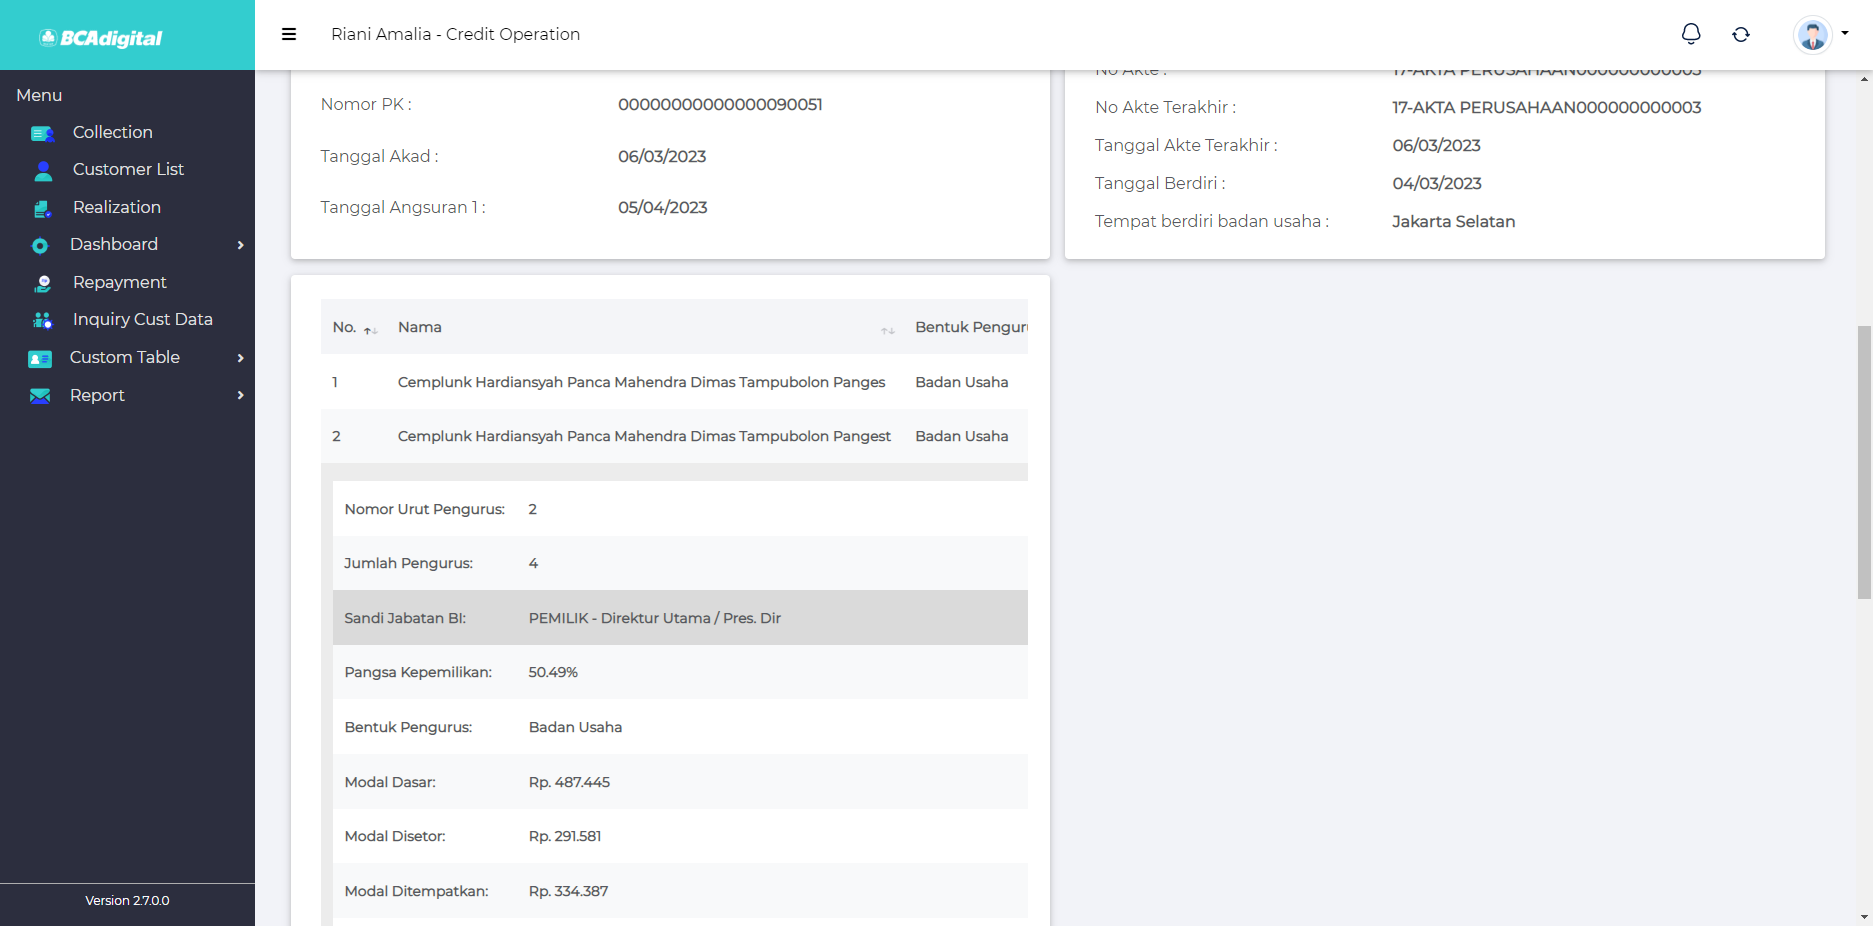 BCAdigital
Riani Amalia - Credit Operation
Menu
Collection
Customer List
Realization
Dashboard
Repayment
Inquiry Cust Data
Custom Table
Report
Version 2.7.0.0
Nomor PK : 00000000000000090051
Tanggal Akad : 06/03/2023
Tanggal Angsuran 1 : 05/04/2023
No Akte : 17-AKTA PERUSAHAAN000000000003
No Akte Terakhir : 17-AKTA PERUSAHAAN000000000003
Tanggal Akte Terakhir : 06/03/2023
Tanggal Berdiri : 04/03/2023
Tempat berdiri badan usaha : Jakarta Selatan
No. Nama Bentuk Pengur
1 Cemplunk Hardiansyah Panca Mahendra Dimas Tampubolon Panges Badan Usaha
2 Cemplunk Hardiansyah Panca Mahendra Dimas Tampubolon Pangest Badan Usaha
Nomor Urut Pengurus: 2
Jumlah Pengurus: 4
Sandi Jabatan BI: PEMILIK - Direktur Utama / Pres. Dir
Pangsa Kepemilikan: 50.49%
Bentuk Pengurus: Badan Usaha
Modal Dasar: Rp. 487.445
Modal Disetor: Rp. 291.581
Modal Ditempatkan: Rp. 334.387